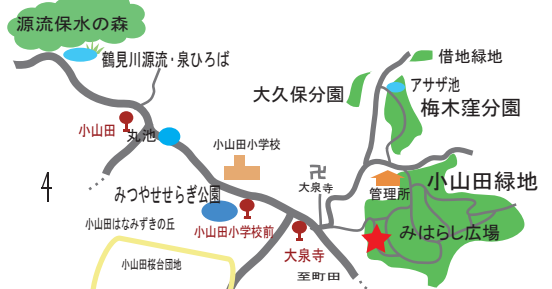 源流保水の森
鶴見川源流・泉ひろば
借地緑地
アサザ池
大久保分園
梅木窪分園
小山田
丸池
小山田小学校
卍
大泉寺
管理所
小山田緑地
4
みつやせせらぎ公園
小山田はなみずきの丘
小山田小学校前
みはらし広場
大泉寺
小山田桜台団地
至町田